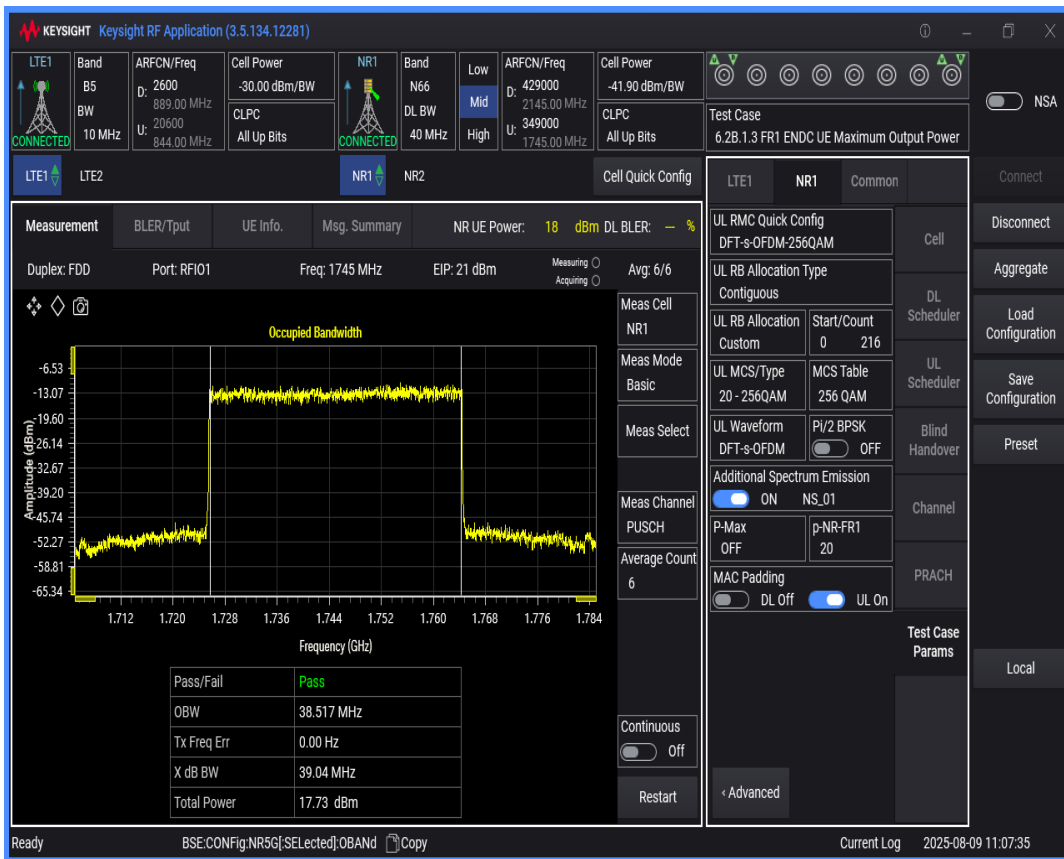 KEYSIGHT Keysight RF Application (3.5.134.12281)
LTE1
CONNECTED
Band
B5
BW
10 MHz
ARFCN/Freq
D: 2600
889.00 MHz
U: 20600
844.00 MHz
Cell Power
-30.00 dBm/BW
CLPC
All Up Bits
NR1
CONNECTED
Band
N66
DL BW
40 MHz
Low
Mid
High
ARFCN/Freq
D: 429000
2145.00 MHz
U: 349000
1745.00 MHz
Cell Power
-41.90 dBm/BW
CLPC
All Up Bits
Test Case
6.2B.1.3 FR1 ENDC UE Maximum Output Power
NSA
LTE1 LTE2 NR1 NR2 Cell Quick Config
Measurement BLER/Tput UE Info. Msg. Summary NR UE Power: 18 dBm DL BLER: — %
Duplex: FDD Port: RFIO1 Freq: 1745 MHz EIP: 21 dBm Measuring Acquiring Avg: 6/6
Occupied Bandwidth
Amplitude (dBm)
-6.53
-13.07
-19.60
-26.14
-32.67
-39.20
-45.74
-52.27
-58.81
-65.34
1.712 1.720 1.728 1.736 1.744 1.752 1.760 1.768 1.776 1.784
Frequency (GHz)
Pass/Fail Pass
OBW 38.517 MHz
Tx Freq Err 0.00 Hz
X dB BW 39.04 MHz
Total Power 17.73 dBm
Meas Cell
NR1
Meas Mode
Basic
Meas Select
Meas Channel
PUSCH
Average Count
6
Continuous
Off
Restart
LTE1 NR1 Common
UL RMC Quick Config
DFT-s-OFDM-256QAM
UL RB Allocation Type
Contiguous
UL RB Allocation
Custom
Start/Count
0 216
UL MCS/Type
20 - 256QAM
MCS Table
256 QAM
UL Waveform
DFT-s-OFDM
Pi/2 BPSK
OFF
Additional Spectrum Emission
ON NS_01
P-Max
OFF
p-NR-FR1
20
MAC Padding
DL Off UL On
‹ Advanced
Cell
DL
Scheduler
UL
Scheduler
Blind
Handover
Channel
PRACH
Test Case
Params
Connect
Disconnect
Aggregate
Load
Configuration
Save
Configuration
Preset
Local
Ready BSE:CONFig:NR5G[:SELected]:OBANd Copy Current Log 2025-08-09 11:07:35